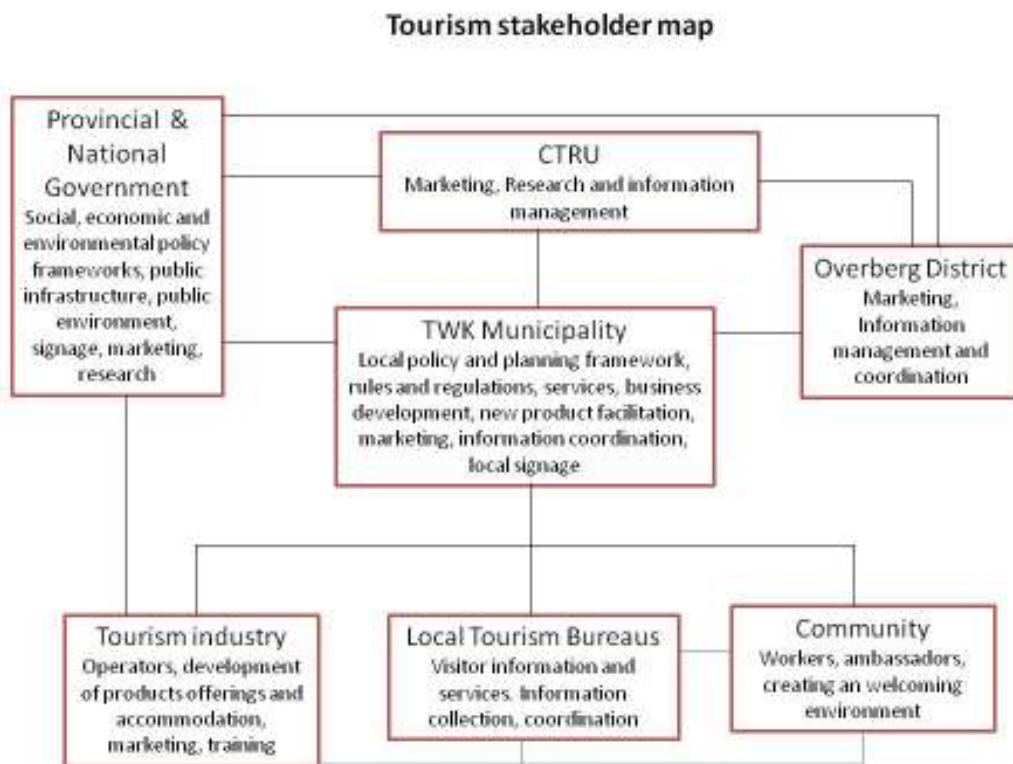 Tourism stakeholder map
Provincial &
National
Government
Social, economic and
environmental policy
frameworks, public
infrastructure, public
environment,
signage, marketing,
research
CTRU
Marketing, Research and information
management
Overberg District
Marketing,
Information
management and
coordination
TWK Municipality
Local policy and planning framework,
rules and regulations, services, business
development, new product facilitation,
marketing, information coordination,
local signage
Tourism industry
Operators, development
of products offerings and
accommodation,
marketing, training
Local Tourism Bureaus
Visitor information and
services. Information
collection, coordination
Community
Workers, ambassadors,
creating an welcoming
environment